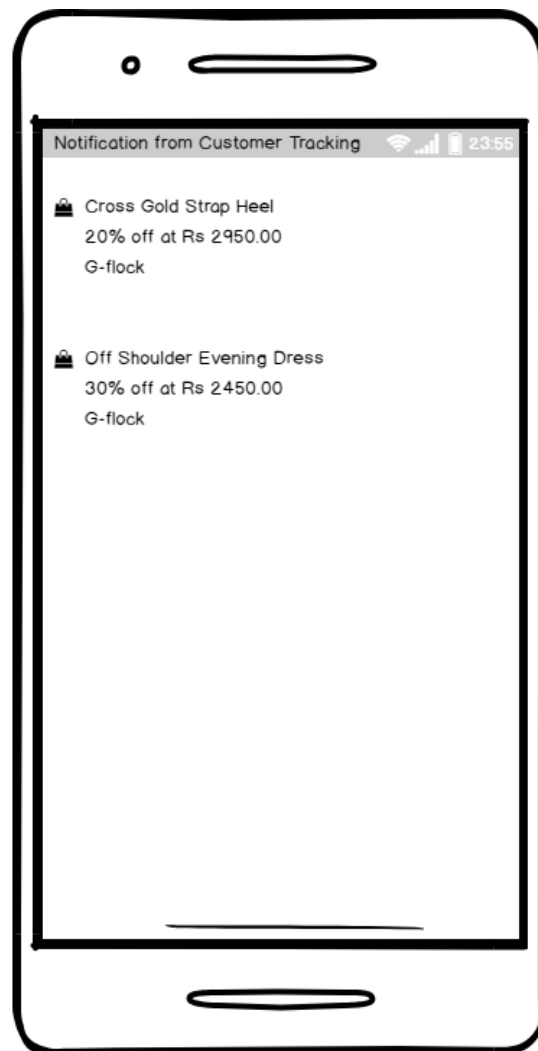 Notification from Customer Tracking 23:55
Cross Gold Strap Heel
20% off at Rs 2950.00
G-flock
Off Shoulder Evening Dress
30% off at Rs 2450.00
G-flock